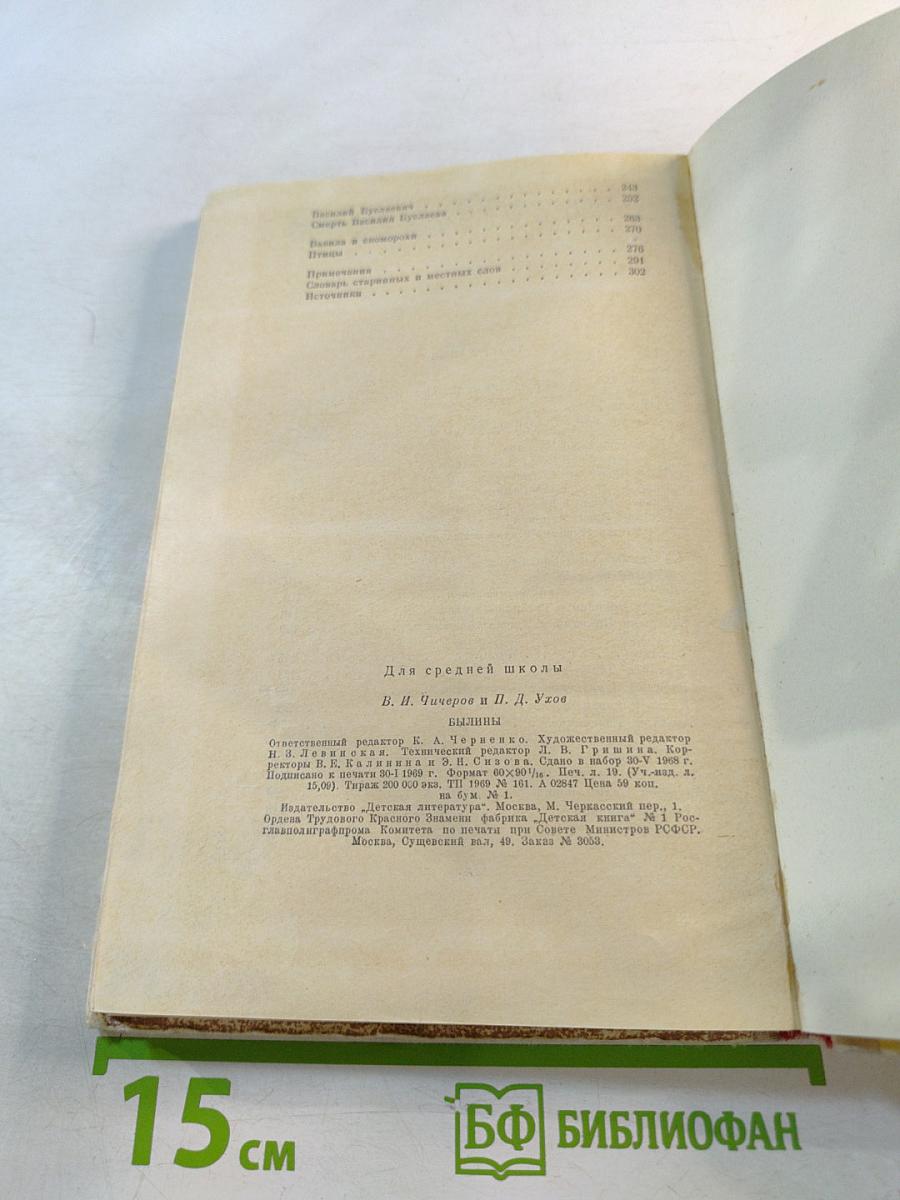 Василий Буслаевич . . . . . . . . . . . . . 243
Смерть Василия Буслаева . . . . . . . . . . 252
Вавила и скоморохи . . . . . . . . . . . . . 263
Птицы . . . . . . . . . . . . . . . . . . 270
Примечания . . . . . . . . . . . . . . . . 276
Словарь старинных и местных слов . . . . . . . 291
Источники . . . . . . . . . . . . . . . . . 302
Для средней школы
В. И. Чичеров и П. Д. Ухов
БЫЛИНЫ
Ответственный редактор К. А. Черненко. Художественный редактор
Н. З. Левинская. Технический редактор Л. В. Гришина. Кор-
ректоры В. Е. Калинина и Э. Н. Сизова. Сдано в набор 30-V 1968 г.
Подписано к печати 30-I 1969 г. Формат 60×90 1/16. Печ. л. 19. (Уч.-изд. л.
15,09). Тираж 200 000 экз. ТП 1969 № 161. А 02847 Цена 59 коп.
на бум. № 1.
Издательство „Детская литература". Москва, М. Черкасский пер., 1.
Ордена Трудового Красного Знамени фабрика „Детская книга" № 1 Рос-
главполиграфпрома Комитета по печати при Совете Министров РСФСР.
Москва, Сущевский вал, 49. Заказ № 3053.
15 см
БФ БИБЛИОФАН